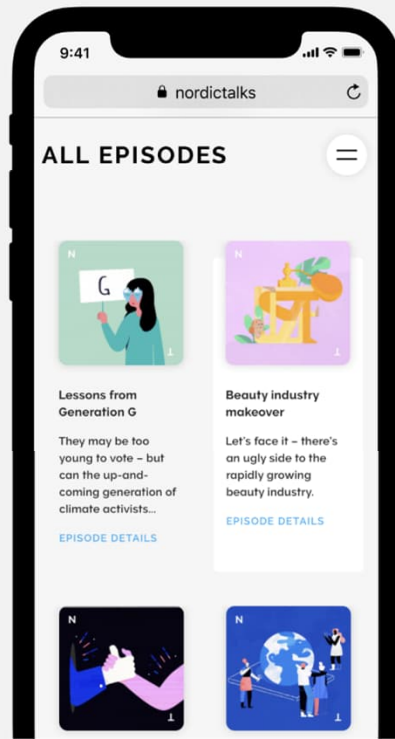 9:41
nordictalks
ALL EPISODES
N
G
T
Lessons from
Generation G
They may be too
young to vote – but
can the up-and-
coming generation of
climate activists...
EPISODE DETAILS
N
T
Beauty industry
makeover
Let's face it – there's
an ugly side to the
rapidly growing
beauty industry.
EPISODE DETAILS
N
T
N
T